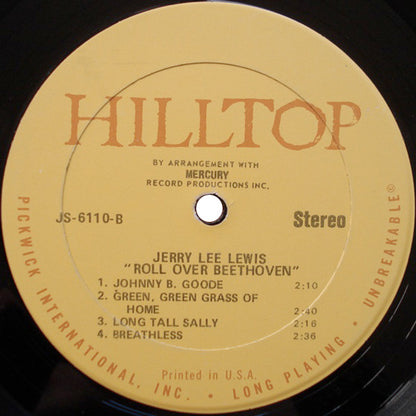 HILLTOP
BY ARRANGEMENT WITH
MERCURY
RECORD PRODUCTIONS INC.
JS-6110-B
Stereo
JERRY LEE LEWIS
"ROLL OVER BEETHOVEN"
1. JOHNNY B. GOODE 2:10
2. GREEN, GREEN GRASS OF
HOME 2:40
3. LONG TALL SALLY 2:16
4. BREATHLESS 2:36
Printed in U.S.A.
PICKWICK INTERNATIONAL, INC. • LONG PLAYING • UNBREAKABLE©